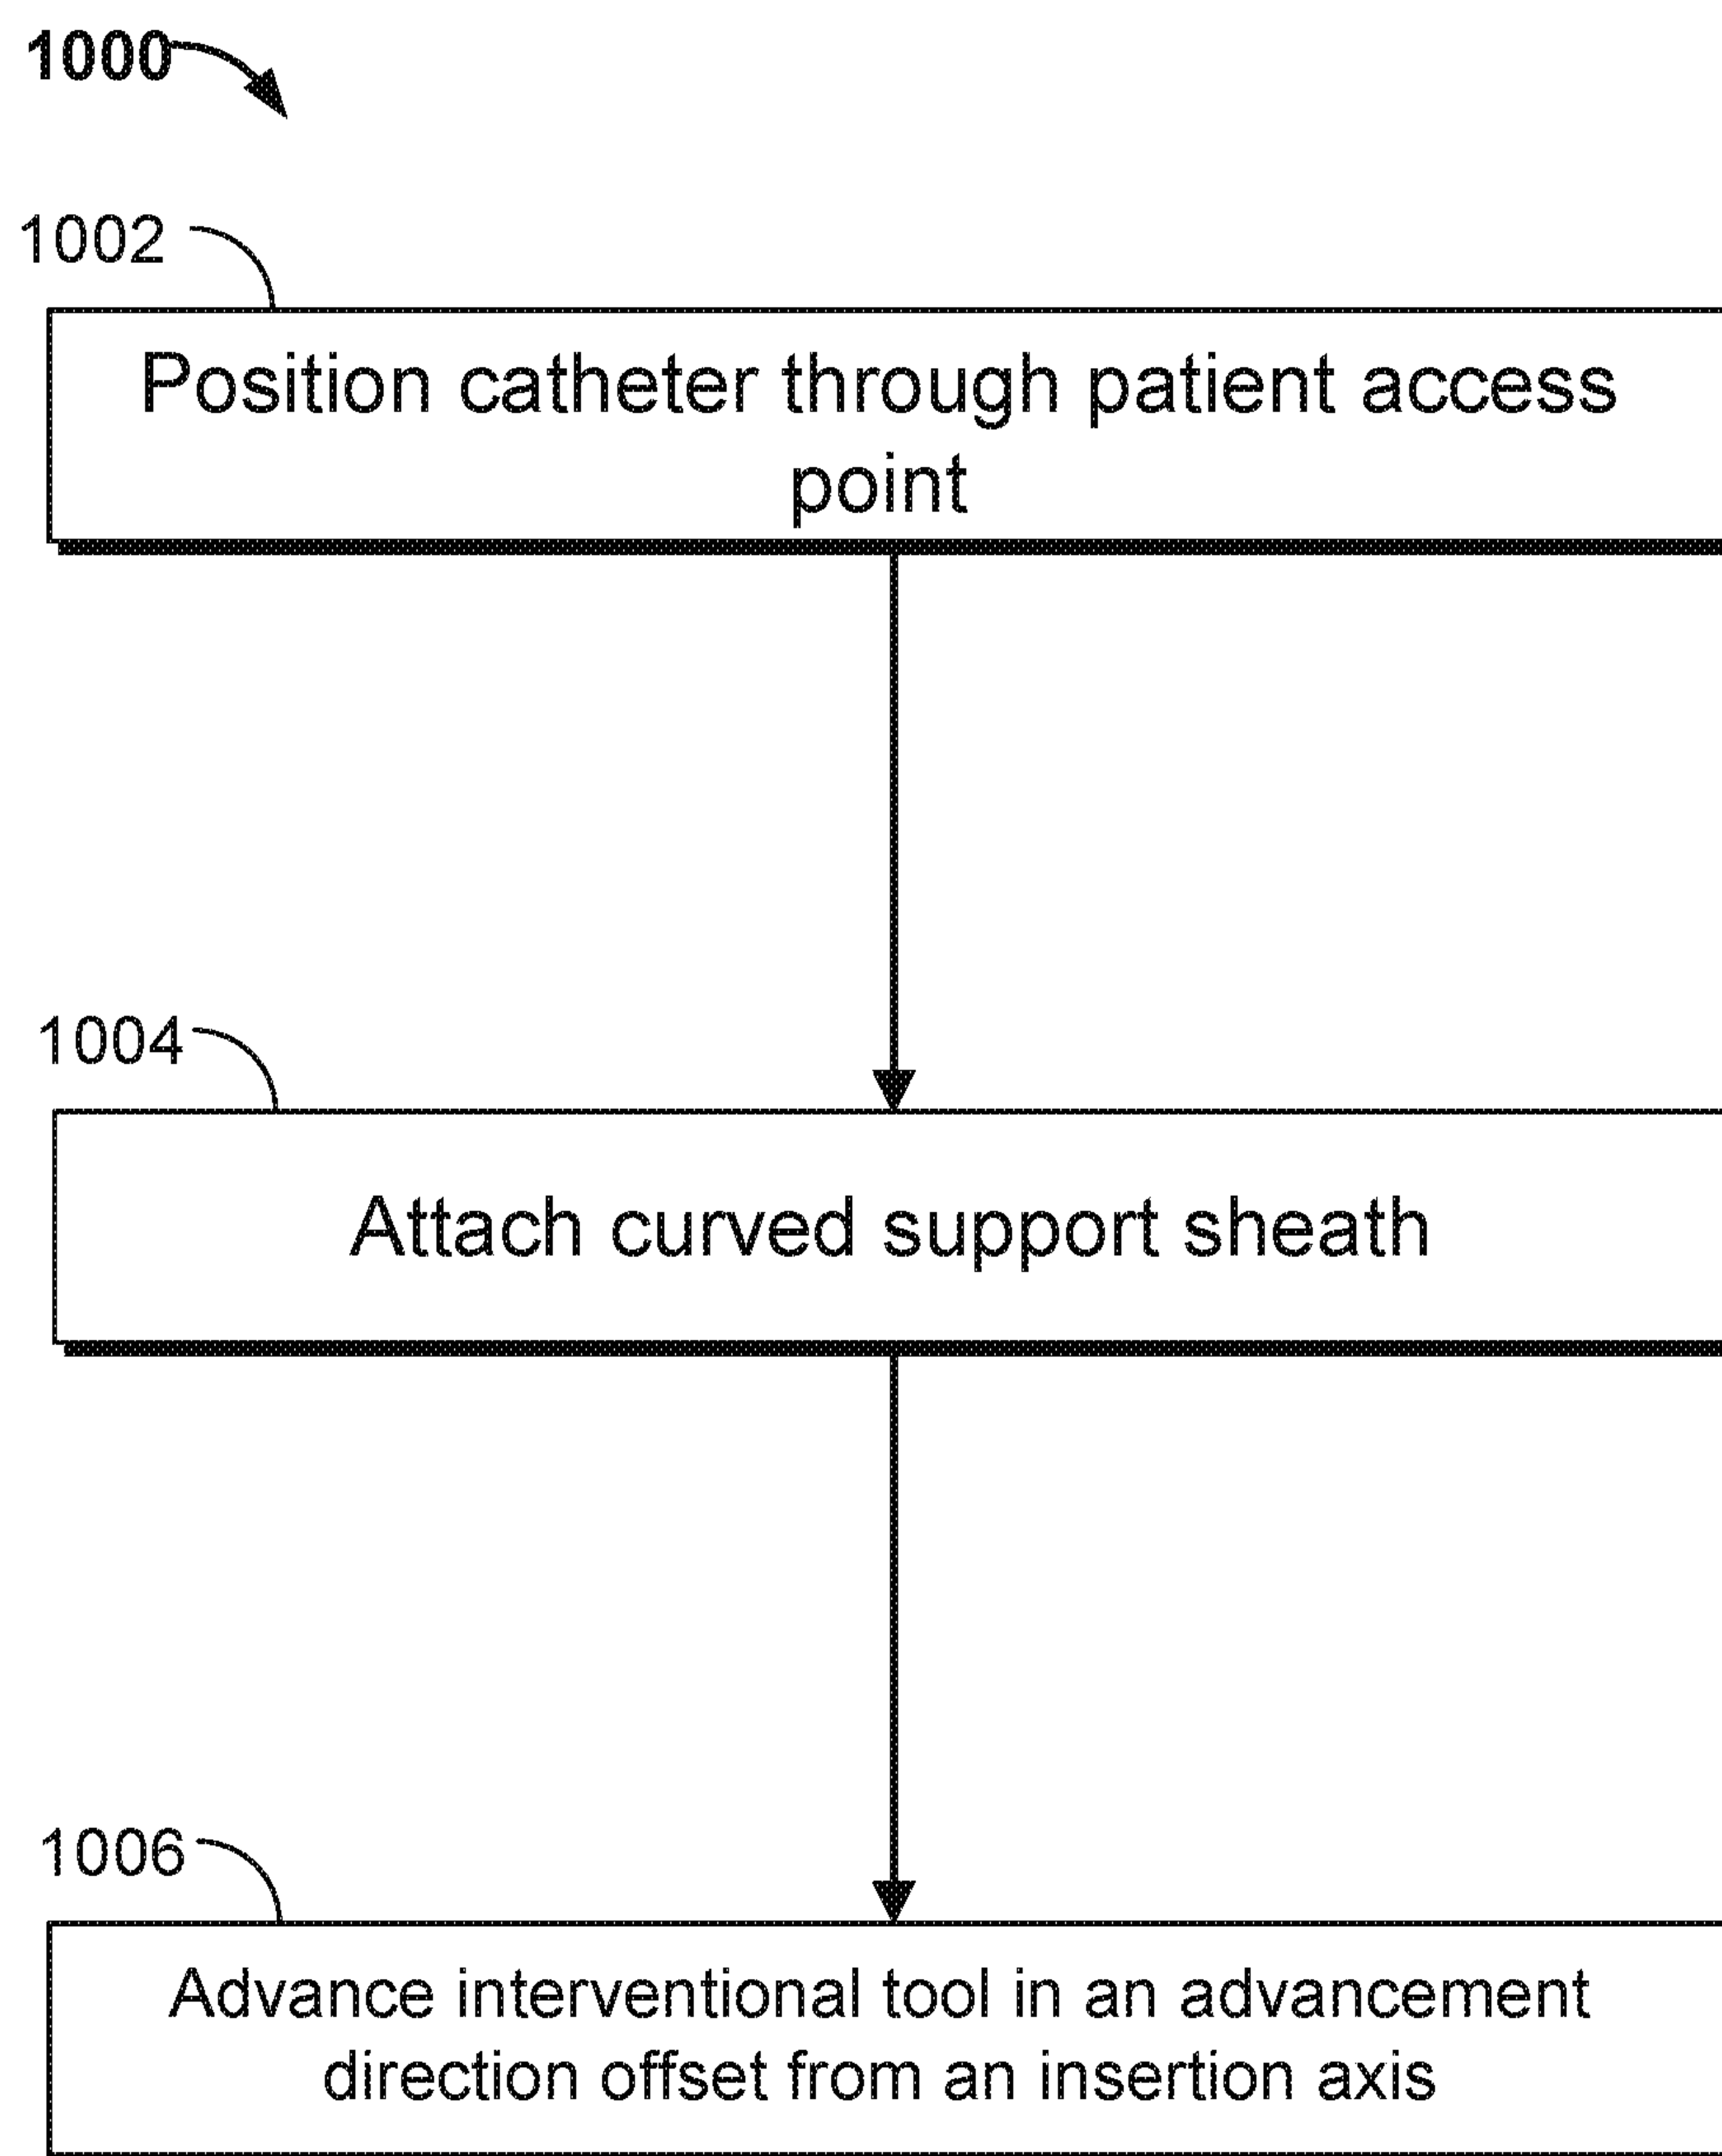 1000
1002
Position catheter through patient access
point
1004
Attach curved support sheath
1006
Advance interventional tool in an advancement
direction offset from an insertion axis